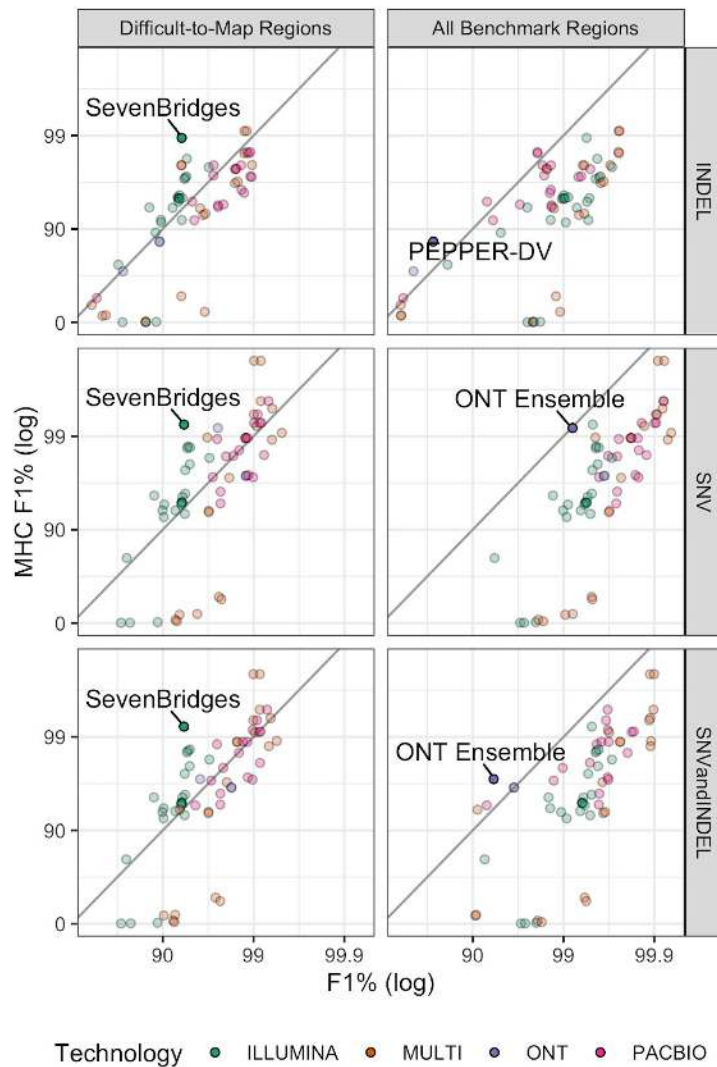 Difficult-to-Map Regions
All Benchmark Regions
SevenBridges
99
90
0
PEPPER-DV
INDEL
SevenBridges
ONT Ensemble
99
90
0
SNV
MHC F1% (log)
SevenBridges
ONT Ensemble
99
90
0
SNVandINDEL
90
99
99.9
90
99
99.9
F1% (log)
Technology ILLUMINA MULTI ONT PACBIO